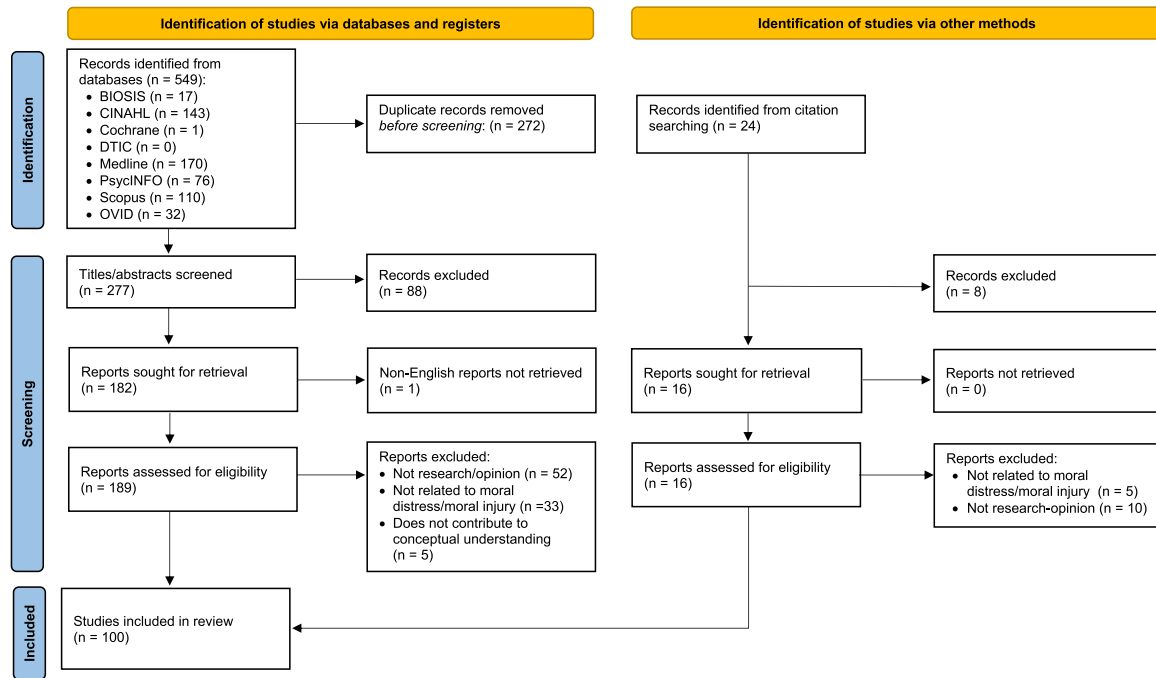 Identification of studies via databases and registers
Identification of studies via other methods
Identification
Records identified from
databases (n = 549):
• BIOSIS (n = 17)
• CINAHL (n = 143)
• Cochrane (n = 1)
• DTIC (n = 0)
• Medline (n = 170)
• PsycINFO (n = 76)
• Scopus (n = 110)
• OVID (n = 32)
Duplicate records removed
before screening: (n = 272)
Records identified from citation
searching (n = 24)
Screening
Titles/abstracts screened
(n = 277)
Records excluded
(n = 88)
Records excluded
(n = 8)
Reports sought for retrieval
(n = 182)
Non-English reports not retrieved
(n = 1)
Reports sought for retrieval
(n = 16)
Reports not retrieved
(n = 0)
Reports assessed for eligibility
(n = 189)
Reports excluded:
• Not research/opinion (n = 52)
• Not related to moral
distress/moral injury (n =33)
• Does not contribute to
conceptual understanding
(n = 5)
Reports assessed for eligibility
(n = 16)
Reports excluded:
• Not related to moral
distress/moral injury (n = 5)
• Not research-opinion (n = 10)
Included
Studies included in review
(n = 100)